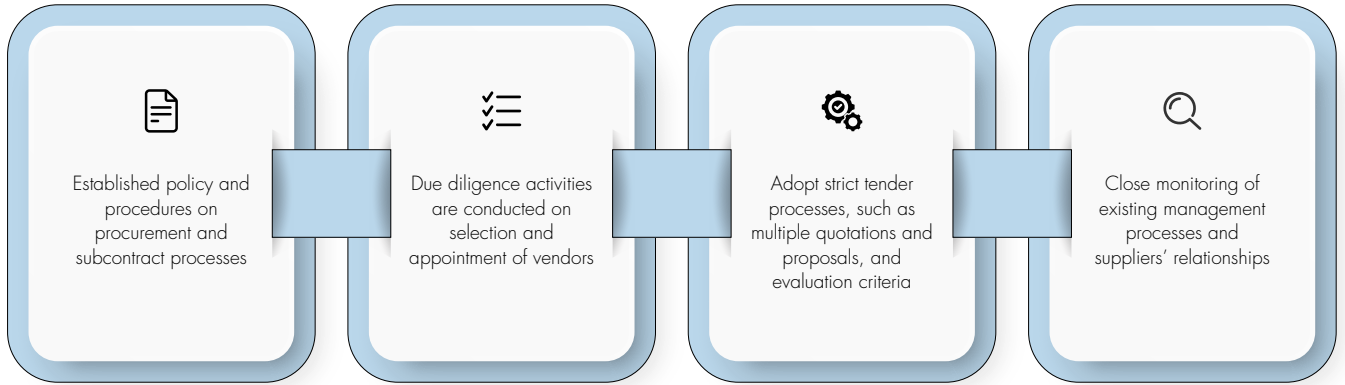 Established policy and
procedures on
procurement and
subcontract processes
Due diligence activities
are conducted on
selection and
appointment of vendors
Adopt strict tender
processes, such as
multiple quotations and
proposals, and
evaluation criteria
Close monitoring of
existing management
processes and
suppliers’ relationships